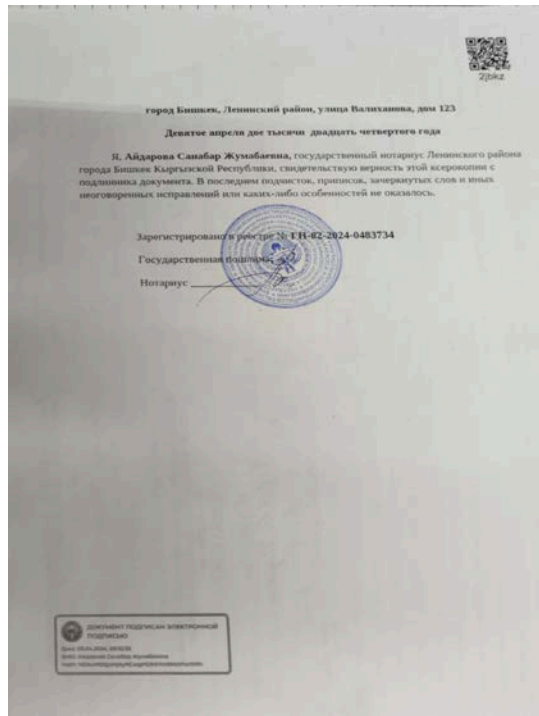 2jbkz
город Бишкек, Ленинский район, улица Валиханова, дом 123
Девятое апреля две тысячи двадцать четвертого года
Я, Айдарова Санабар Жумабаевна, государственный нотариус Ленинского района
города Бишкек Кыргызской Республики, свидетельствую верность этой ксерокопии с
подлинника документа. В последнем подчисток, приписок, зачеркнутых слов и иных
неоговоренных исправлений или каких-либо особенностей не оказалось.
Зарегистрировано в реестре № ГН-02-2024-0483734
Государственная пошлина:
Нотариус
ДОКУМЕНТ ПОДПИСАН ЭЛЕКТРОННОЙ
ПОДПИСЬЮ